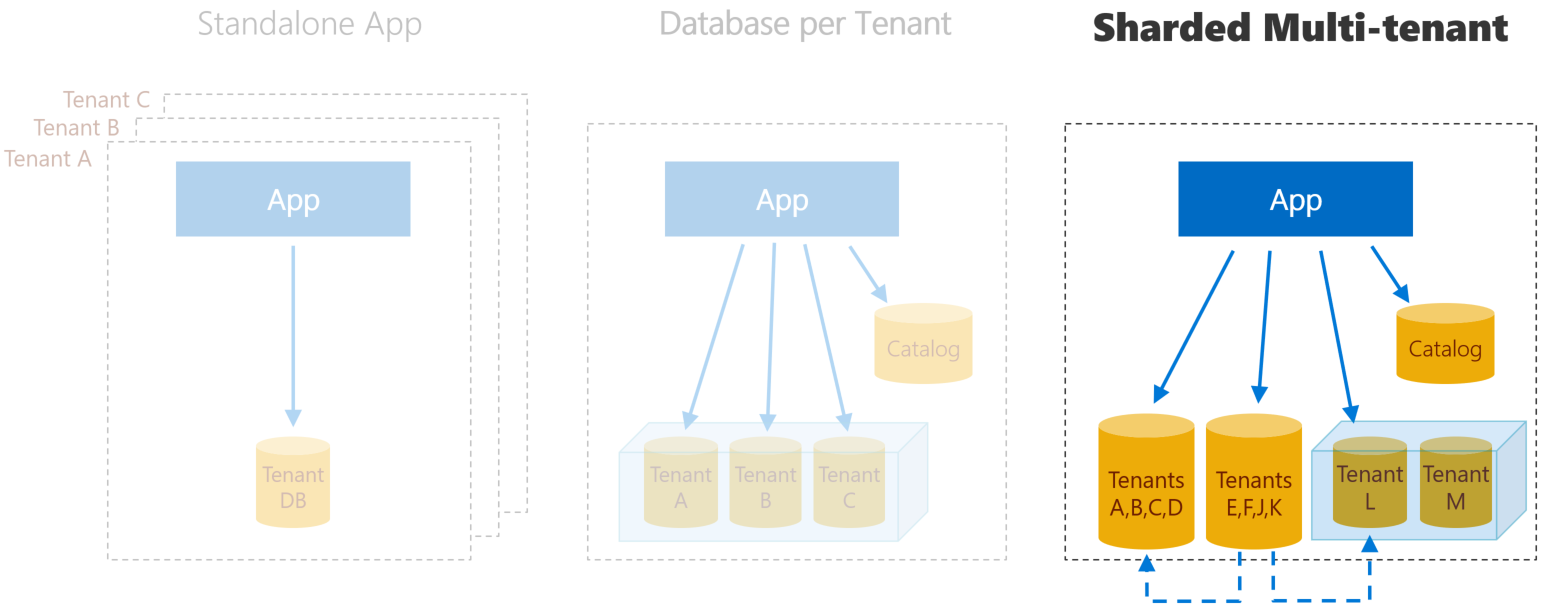 Standalone App
Tenant C
Tenant B
Tenant A
App
Tenant
DB
Database per Tenant
App
Catalog
Tenant
A
Tenant
B
Tenant
C
Sharded Multi-tenant
App
Catalog
Tenants
A,B,C,D
Tenants
E,F,J,K
Tenant
L
Tenant
M